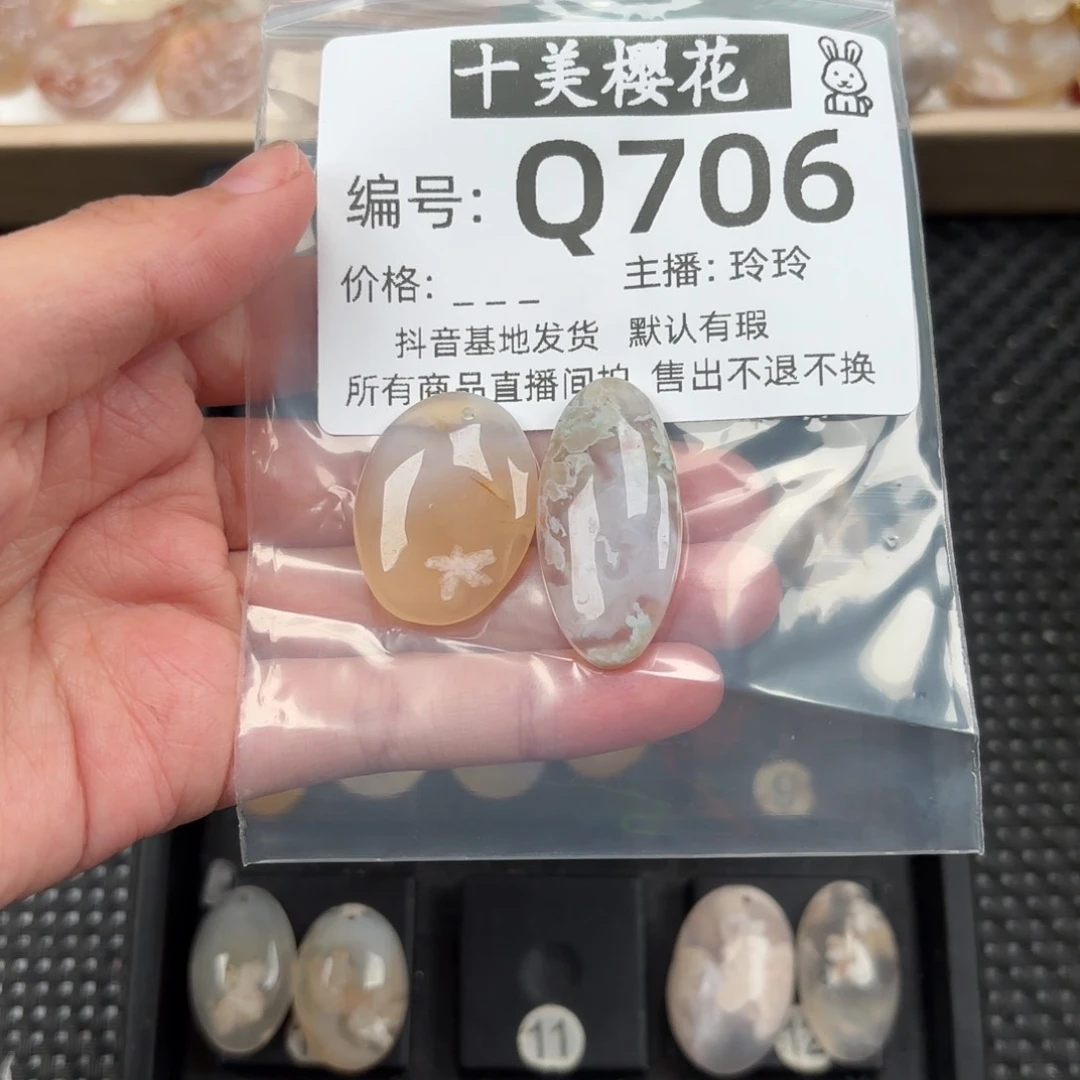 十美樱花
编号: Q706
价格: _ _ _ 主播: 玲玲
抖音基地发货 默认有瑕
所有商品直播间拍 售出不退不换
9
11
12